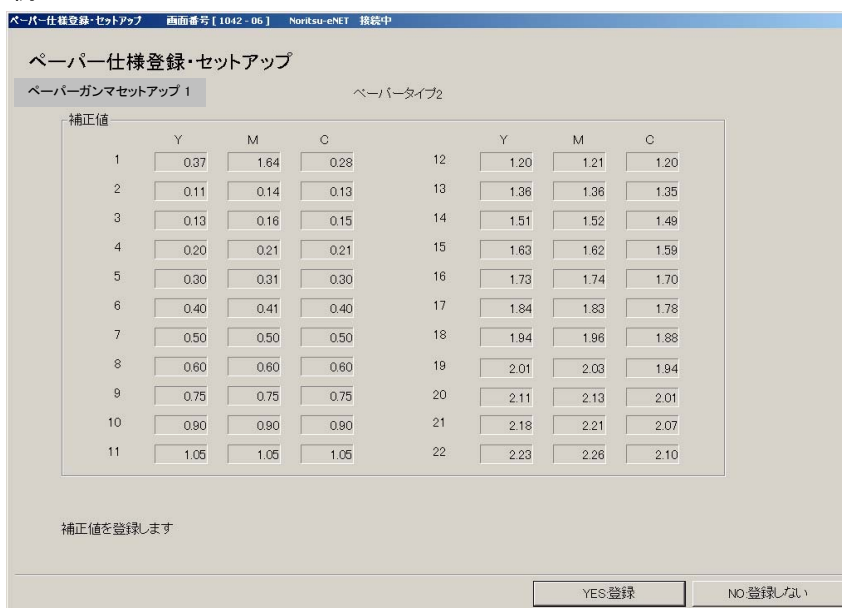 ペーパー仕様登録・セットアップ 画面番号 [ 1042 - 06 ] Noritsu-eNET 接続中
ペーパー仕様登録・セットアップ
ペーパーガンマセットアップ 1 ペーパータイプ2
補正値
Y M C Y M C
1 0.37 1.64 0.28 12 1.20 1.21 1.20
2 0.11 0.14 0.13 13 1.36 1.36 1.35
3 0.13 0.16 0.15 14 1.51 1.52 1.49
4 0.20 0.21 0.21 15 1.63 1.62 1.59
5 0.30 0.31 0.30 16 1.73 1.74 1.70
6 0.40 0.41 0.40 17 1.84 1.83 1.78
7 0.50 0.50 0.50 18 1.94 1.96 1.88
8 0.60 0.60 0.60 19 2.01 2.03 1.94
9 0.75 0.75 0.75 20 2.11 2.13 2.01
10 0.90 0.90 0.90 21 2.18 2.21 2.07
11 1.05 1.05 1.05 22 2.23 2.26 2.10
補正値を登録します
YES:登録 NO:登録しない